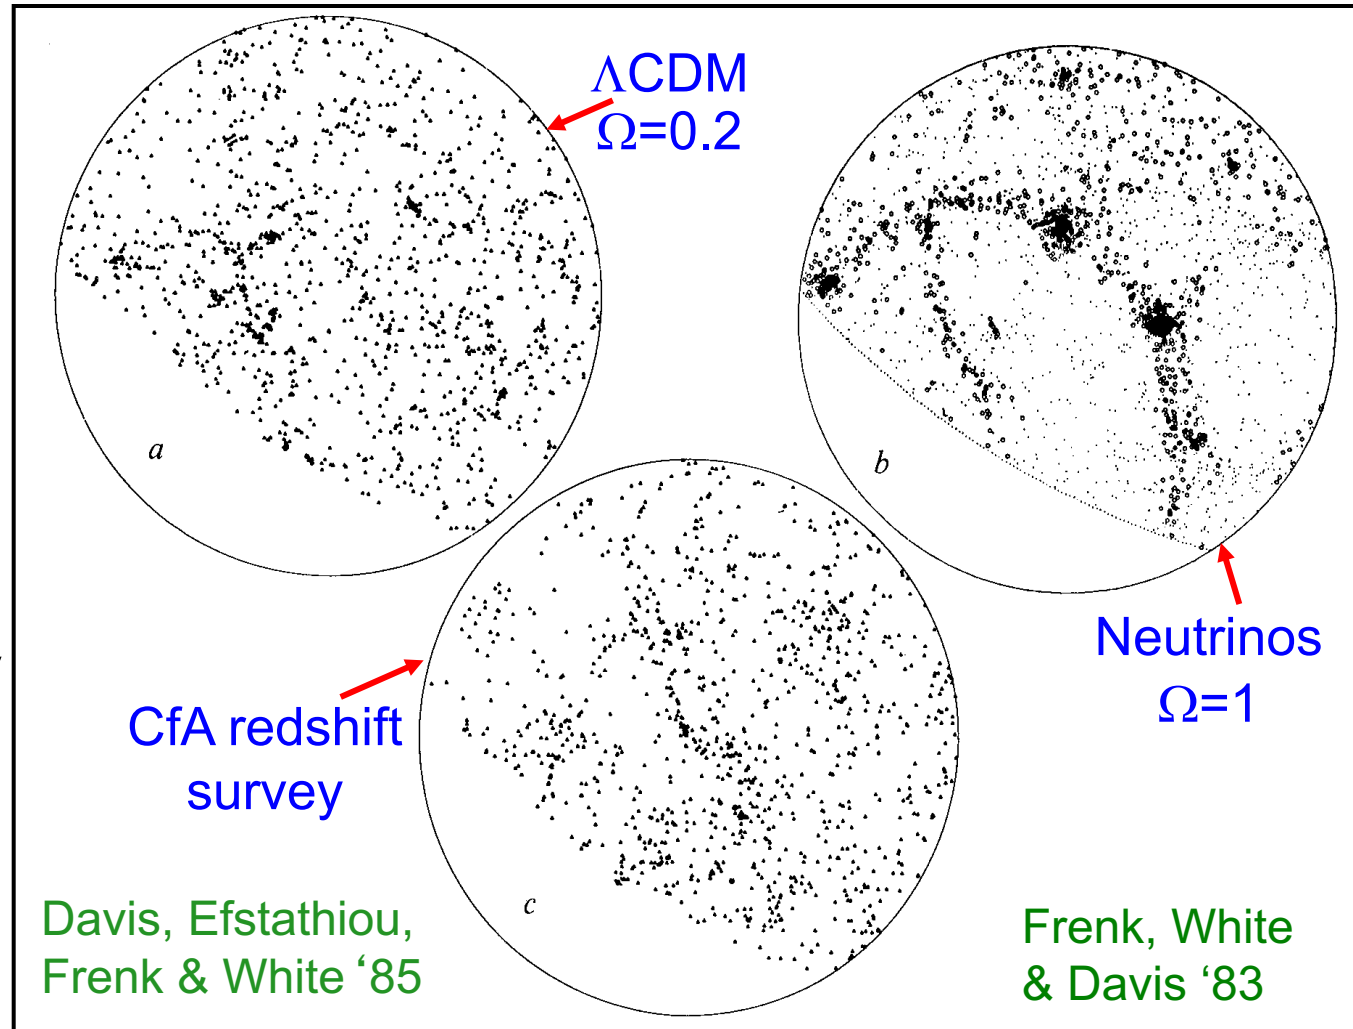 ΛCDM
Ω=0.2
a
b
Neutrinos
Ω=1
CfA redshift
survey
c
Davis, Efstathiou,
Frenk & White ‘85
Frenk, White
& Davis ‘83